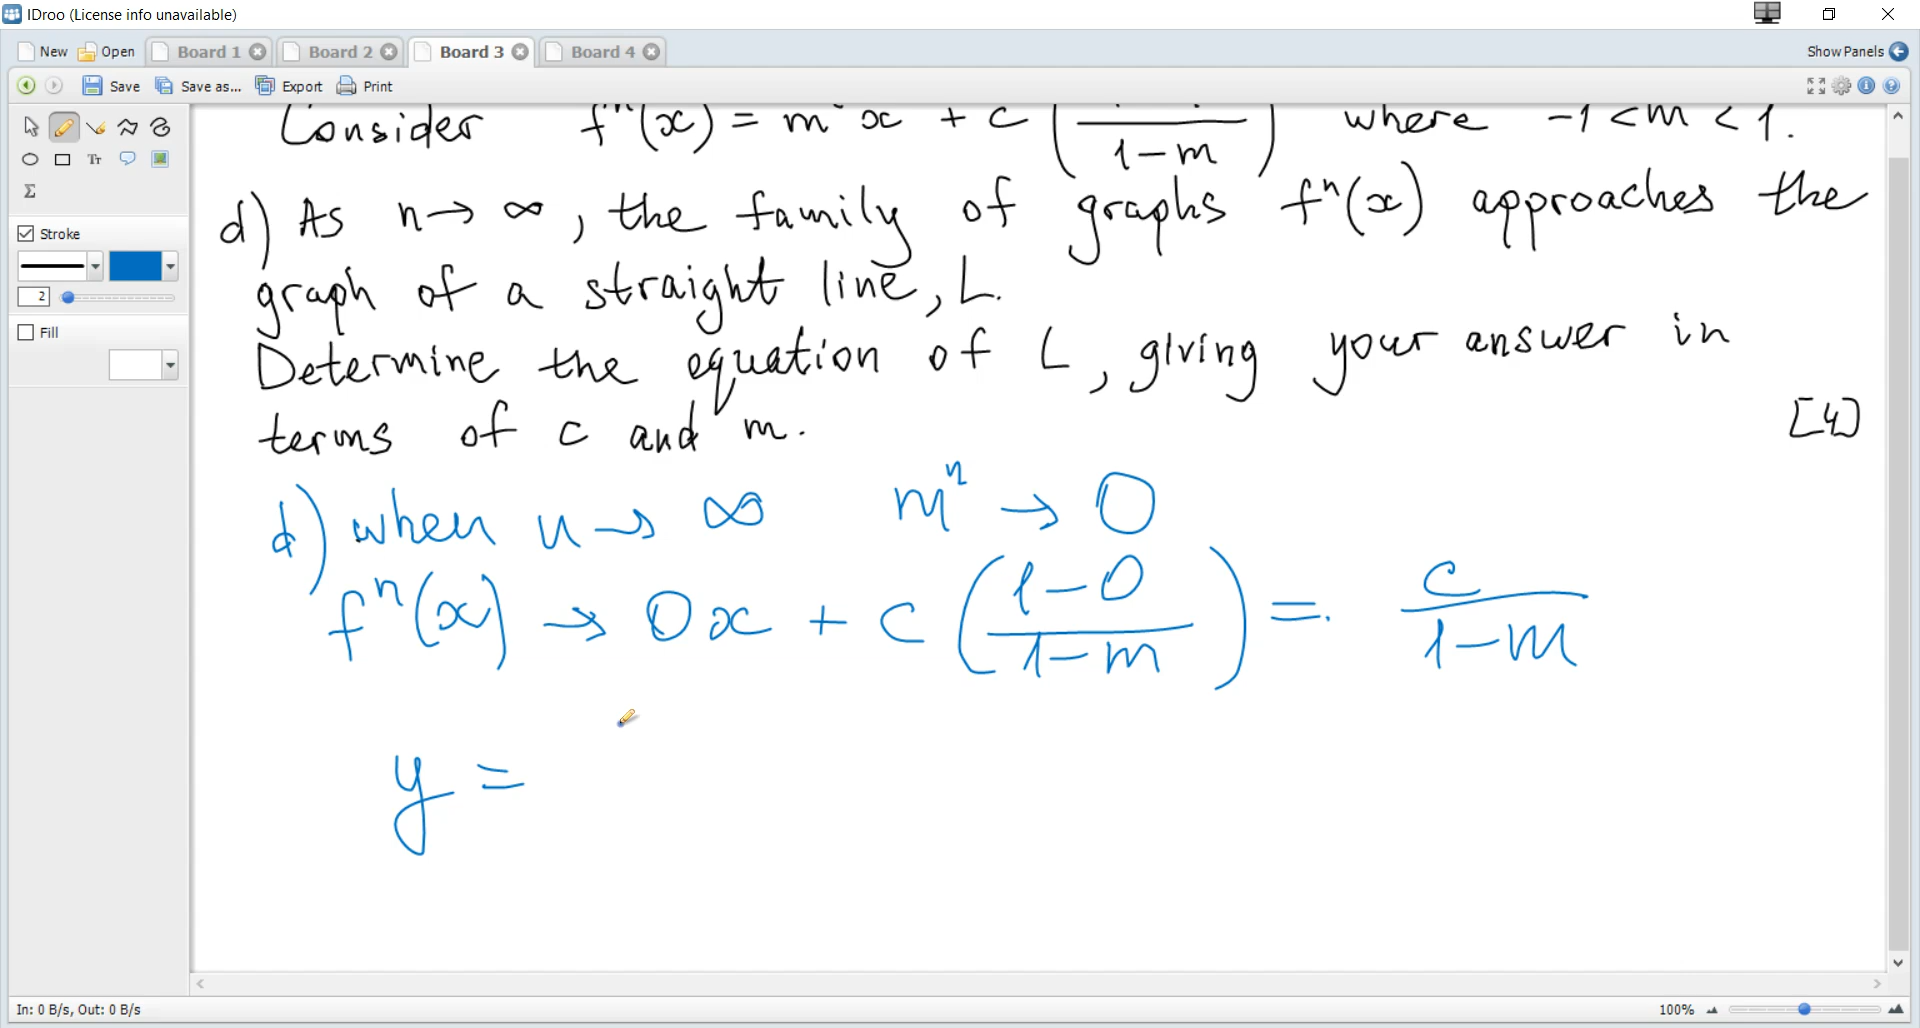 IDroo (License info unavailable)
New Open Board 1 Board 2 Board 3 Board 4 Show Panels
Save Save as... Export Print
Consider fⁿ(x) = m x + c ( / 1-m ) where -1 < m < 1.
d) As n → ∞, the family of graphs fⁿ(x) approaches the
graph of a straight line, L.
Determine the equation of L, giving your answer in
terms of c and m. [4]
d) when n → ∞ mⁿ → 0
fⁿ(x) → 0x + c ( 1-0 / 1-m ) = . c / 1-m
y =
Tт
Σ
Stroke
2
Fill
In: 0 B/s, Out: 0 B/s 100%